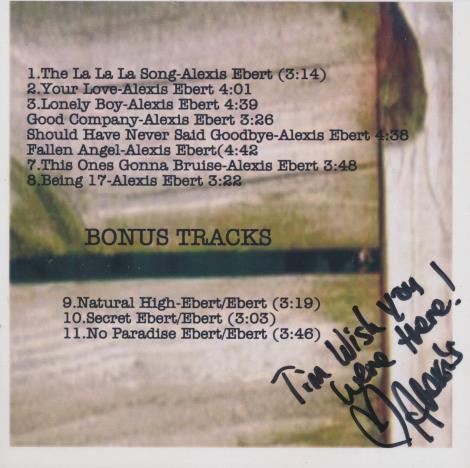 1.The La La La Song-Alexis Ebert (3:14)
2.Your Love-Alexis Ebert 4:01
3.Lonely Boy-Alexis Ebert 4:39
Good Company-Alexis Ebert 3:26
Should Have Never Said Goodbye-Alexis Ebert 4:38
Fallen Angel-Alexis Ebert(4:42
7.This Ones Gonna Bruise-Alexis Ebert 3:48
8.Being 17-Alexis Ebert 3:22
BONUS TRACKS
9.Natural High-Ebert/Ebert (3:19)
10.Secret Ebert/Ebert (3:03)
11.No Paradise Ebert/Ebert (3:46)
Tim Wish you
were there!
♡ Alexis